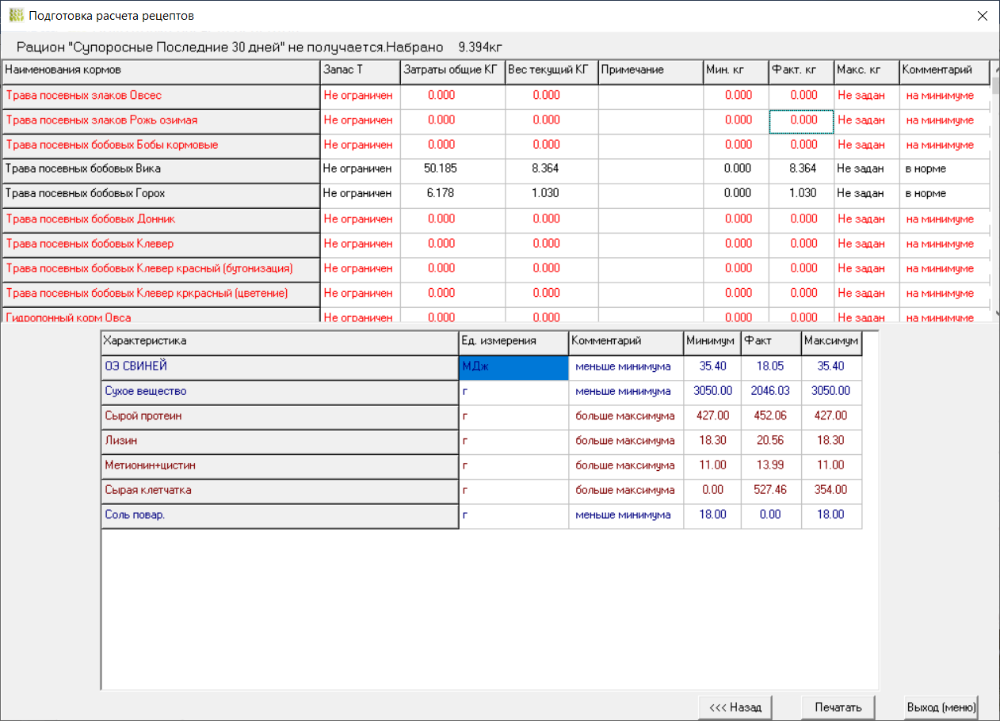 Подготовка расчета рецептов
Рацион "Супоросные Последние 30 дней" не получается.Набрано 9.394кг
Наименования кормов Запас Т Затраты общие КГ Вес текущий КГ Примечание Мин. кг Факт. кг Макс. кг Комментарий
Трава посевных злаков Овсес Не ограничен 0.000 0.000 0.000 0.000 Не задан на минимуме
Трава посевных злаков Рожь озимая Не ограничен 0.000 0.000 0.000 0.000 Не задан на минимуме
Трава посевных бобовых Бобы кормовые Не ограничен 0.000 0.000 0.000 0.000 Не задан на минимуме
Трава посевных бобовых Вика Не ограничен 50.185 8.364 0.000 8.364 Не задан в норме
Трава посевных бобовых Горох Не ограничен 6.178 1.030 0.000 1.030 Не задан в норме
Трава посевных бобовых Донник Не ограничен 0.000 0.000 0.000 0.000 Не задан на минимуме
Трава посевных бобовых Клевер Не ограничен 0.000 0.000 0.000 0.000 Не задан на минимуме
Трава посевных бобовых Клевер красный (бутонизация) Не ограничен 0.000 0.000 0.000 0.000 Не задан на минимуме
Трава посевных бобовых Клевер кркрасный (цветение) Не ограничен 0.000 0.000 0.000 0.000 Не задан на минимуме
Гидропонный корм Овса Не ограничен 0.000 0.000 0.000 0.000 Не задан на минимуме
Характеристика Ед. измерения Комментарий Минимум Факт Максимум
ОЭ СВИНЕЙ МДж меньше минимума 35.40 18.05 35.40
Сухое вещество г меньше минимума 3050.00 2046.03 3050.00
Сырой протеин г больше максимума 427.00 452.06 427.00
Лизин г больше максимума 18.30 20.56 18.30
Метионин+цистин г больше максимума 11.00 13.99 11.00
Сырая клетчатка г больше максимума 0.00 527.46 354.00
Соль повар. г меньше минимума 18.00 0.00 18.00
<<< Назад Печатать Выход (меню)